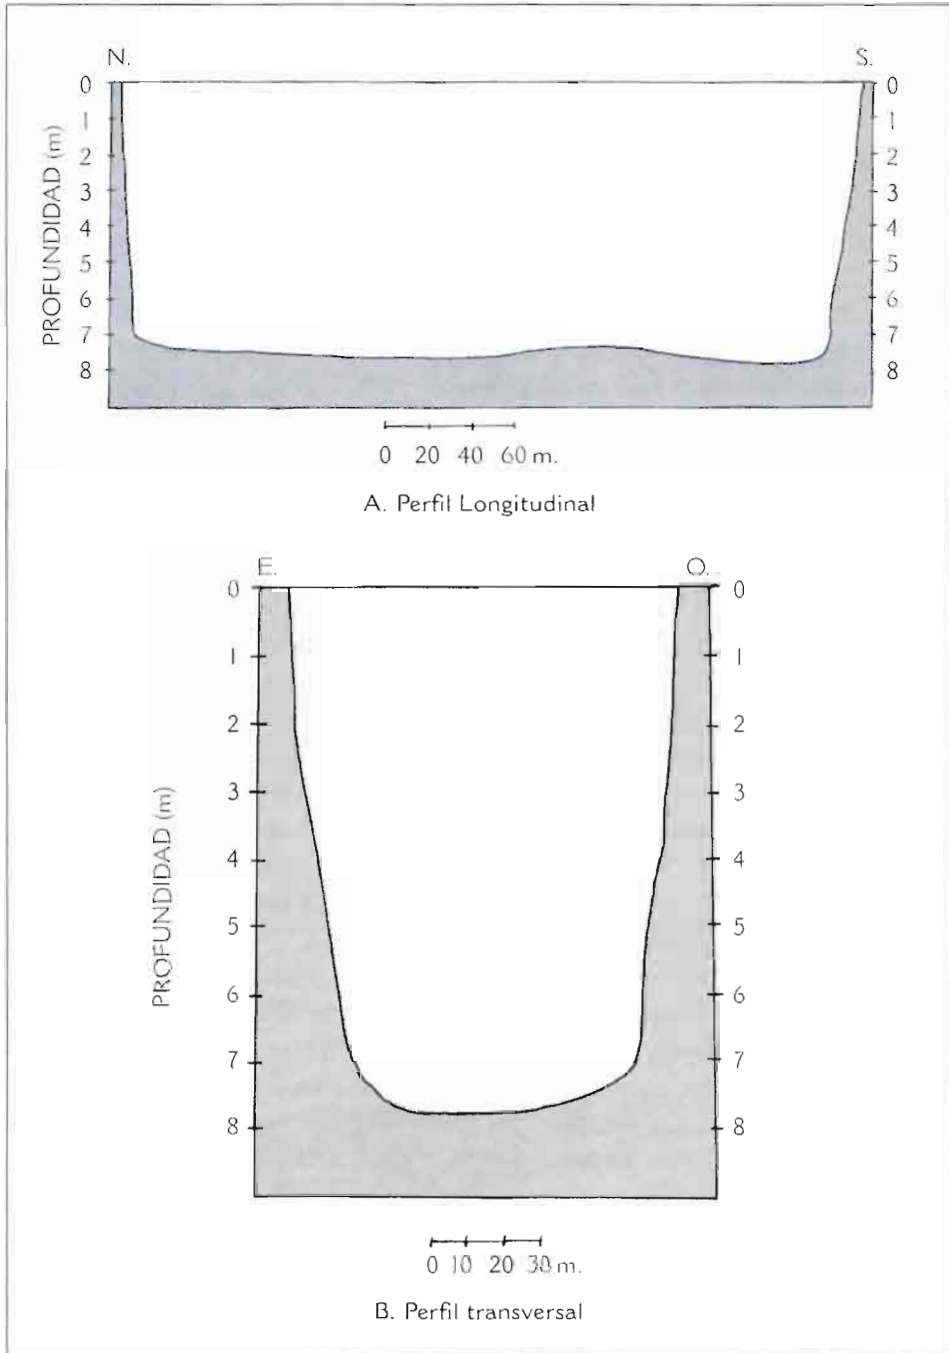 N. S.
0 0
1 1
2 2
3 3
4 4
5 5
6 6
7 7
8 8
PROFUNDIDAD (m)
0 20 40 60 m.
A. Perfil Longitudinal
E. O.
0 0
1 1
2 2
3 3
4 4
5 5
6 6
7 7
8 8
PROFUNDIDAD (m)
0 10 20 30 m.
B. Perfil transversal